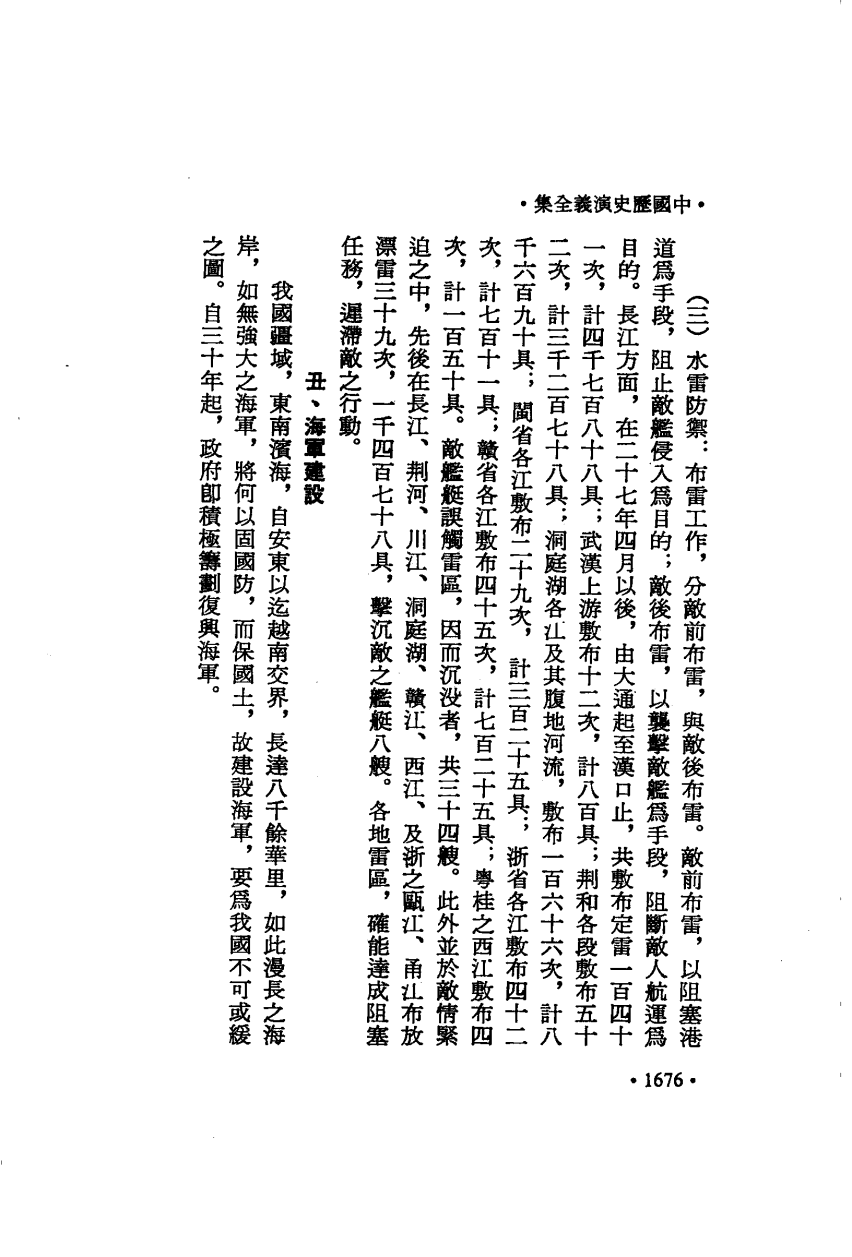 ·中國歷史演義全集·
（三）水雷防禦：布雷工作，分敵前布雷，與敵後布雷。敵前布雷，以阻塞港
道爲手段，阻止敵艦侵入爲目的；敵後布雷，以襲擊敵艦爲手段，阻斷敵人航運爲
目的。長江方面，在二十七年四月以後，由大通起至漢口止，共敷布定雷一百四十
一次，計四千七百八十八具；武漢上游敷布十二次，計八百具；荆和各段敷布五十
二次，計三千二百七十八具；洞庭湖各江及其腹地河流，敷布一百六十六次，計八
千六百九十具；閩省各江敷布二十九次，計三百二十五具；浙省各江敷布四十二
次，計七百十一具；贛省各江敷布四十五次，計七百二十五具；粵桂之西江敷布四
次，計一百五十具。敵艦艇誤觸雷區，因而沉没者，共三十四艘。此外並於敵情緊
迫之中，先後在長江、荆河、川江、洞庭湖、贛江、西江、及浙之甌江、甬江布放
漂雷三十九次，一千四百七十八具，擊沉敵之艦艇八艘。各地雷區，確能達成阻塞
任務，遲滯敵之行動。
丑、海軍建設
我國疆域，東南濱海，自安東以迄越南交界，長達八千餘華里，如此漫長之海
岸，如無強大之海軍，將何以固國防，而保國土，故建設海軍，要爲我國不可或緩
之圖。自三十年起，政府即積極籌劃復興海軍。
·1676·